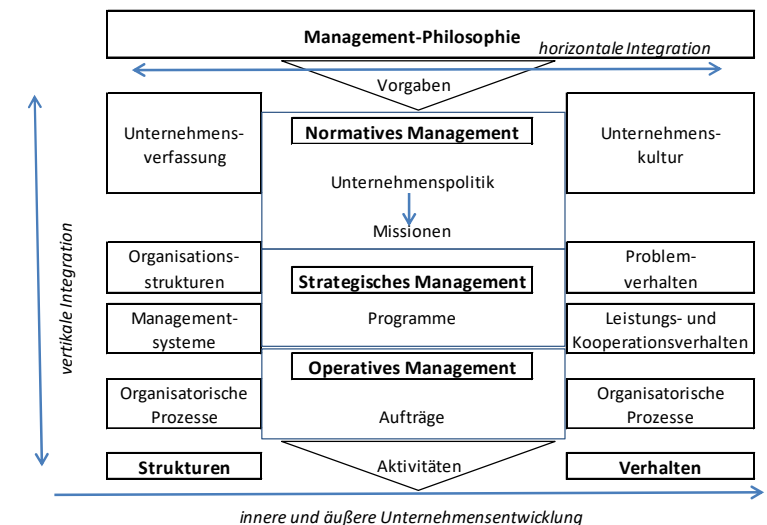 Management-Philosophie
horizontale Integration
Vorgaben
Unternehmens-
verfassung
Normatives Management
Unternehmenspolitik
Missionen
Unternehmens-
kultur
vertikale Integration
Organisations-
strukturen
Strategisches Management
Programme
Problem-
verhalten
Management-
systeme
Leistungs- und
Kooperationsverhalten
Operatives Management
Organisatorische
Prozesse
Aufträge
Organisatorische
Prozesse
Strukturen
Aktivitäten
Verhalten
innere und äußere Unternehmensentwicklung